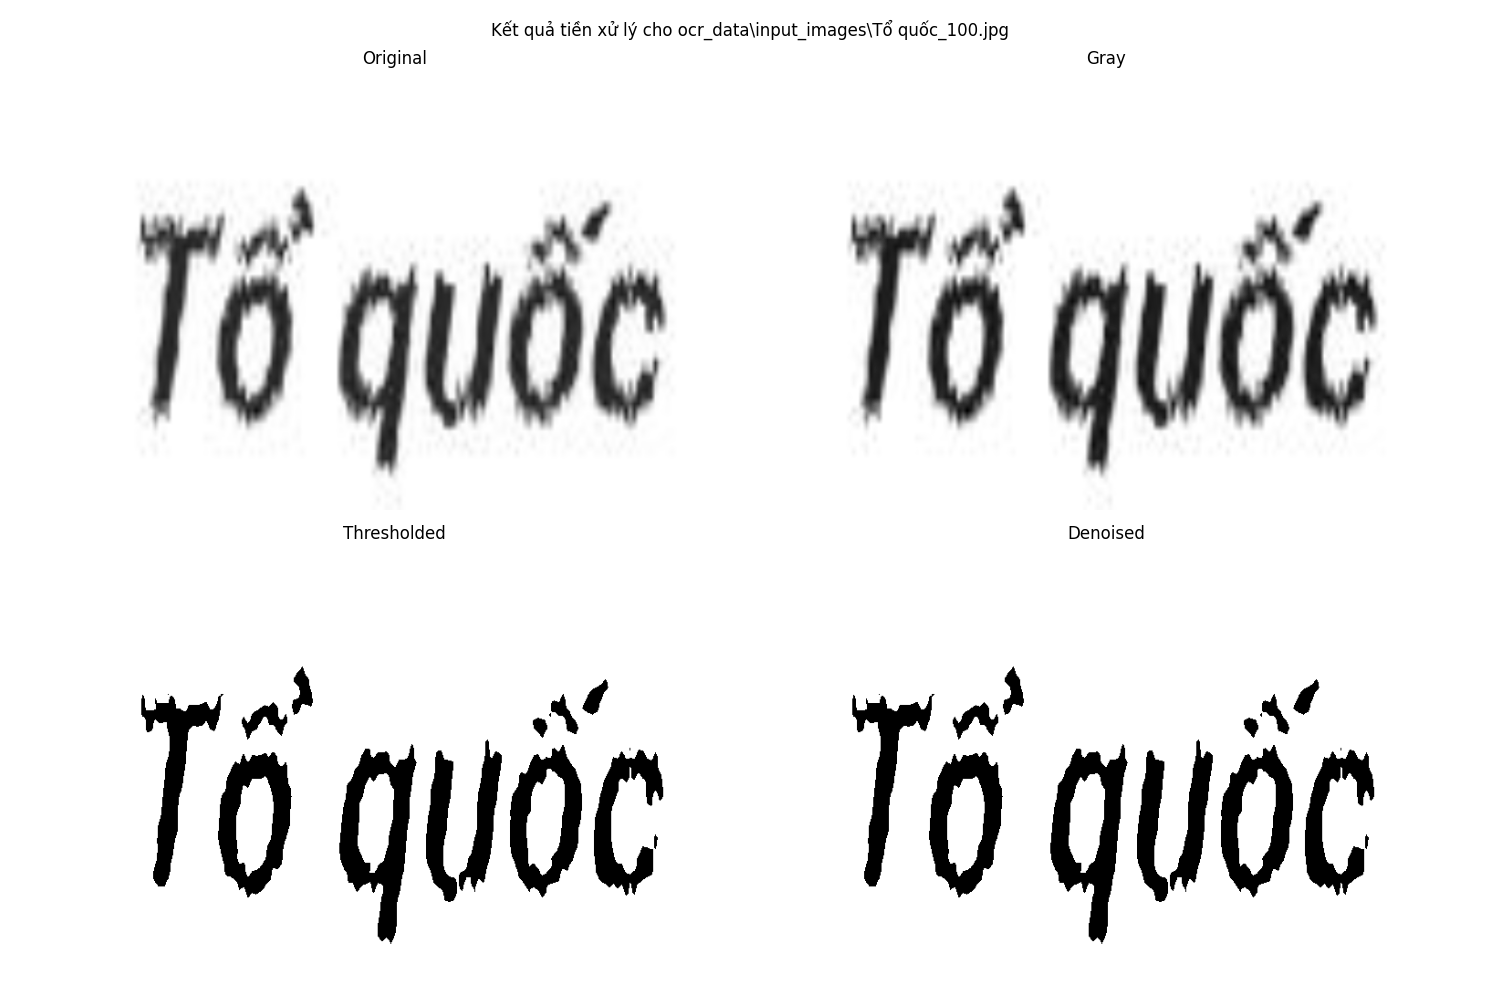 Kết quả tiền xử lý cho ocr_data\input_images\Tổ quốc_100.jpg
Original
Gray
Tổ quốc
Tổ quốc
Thresholded
Denoised
Tổ quốc
Tổ quốc